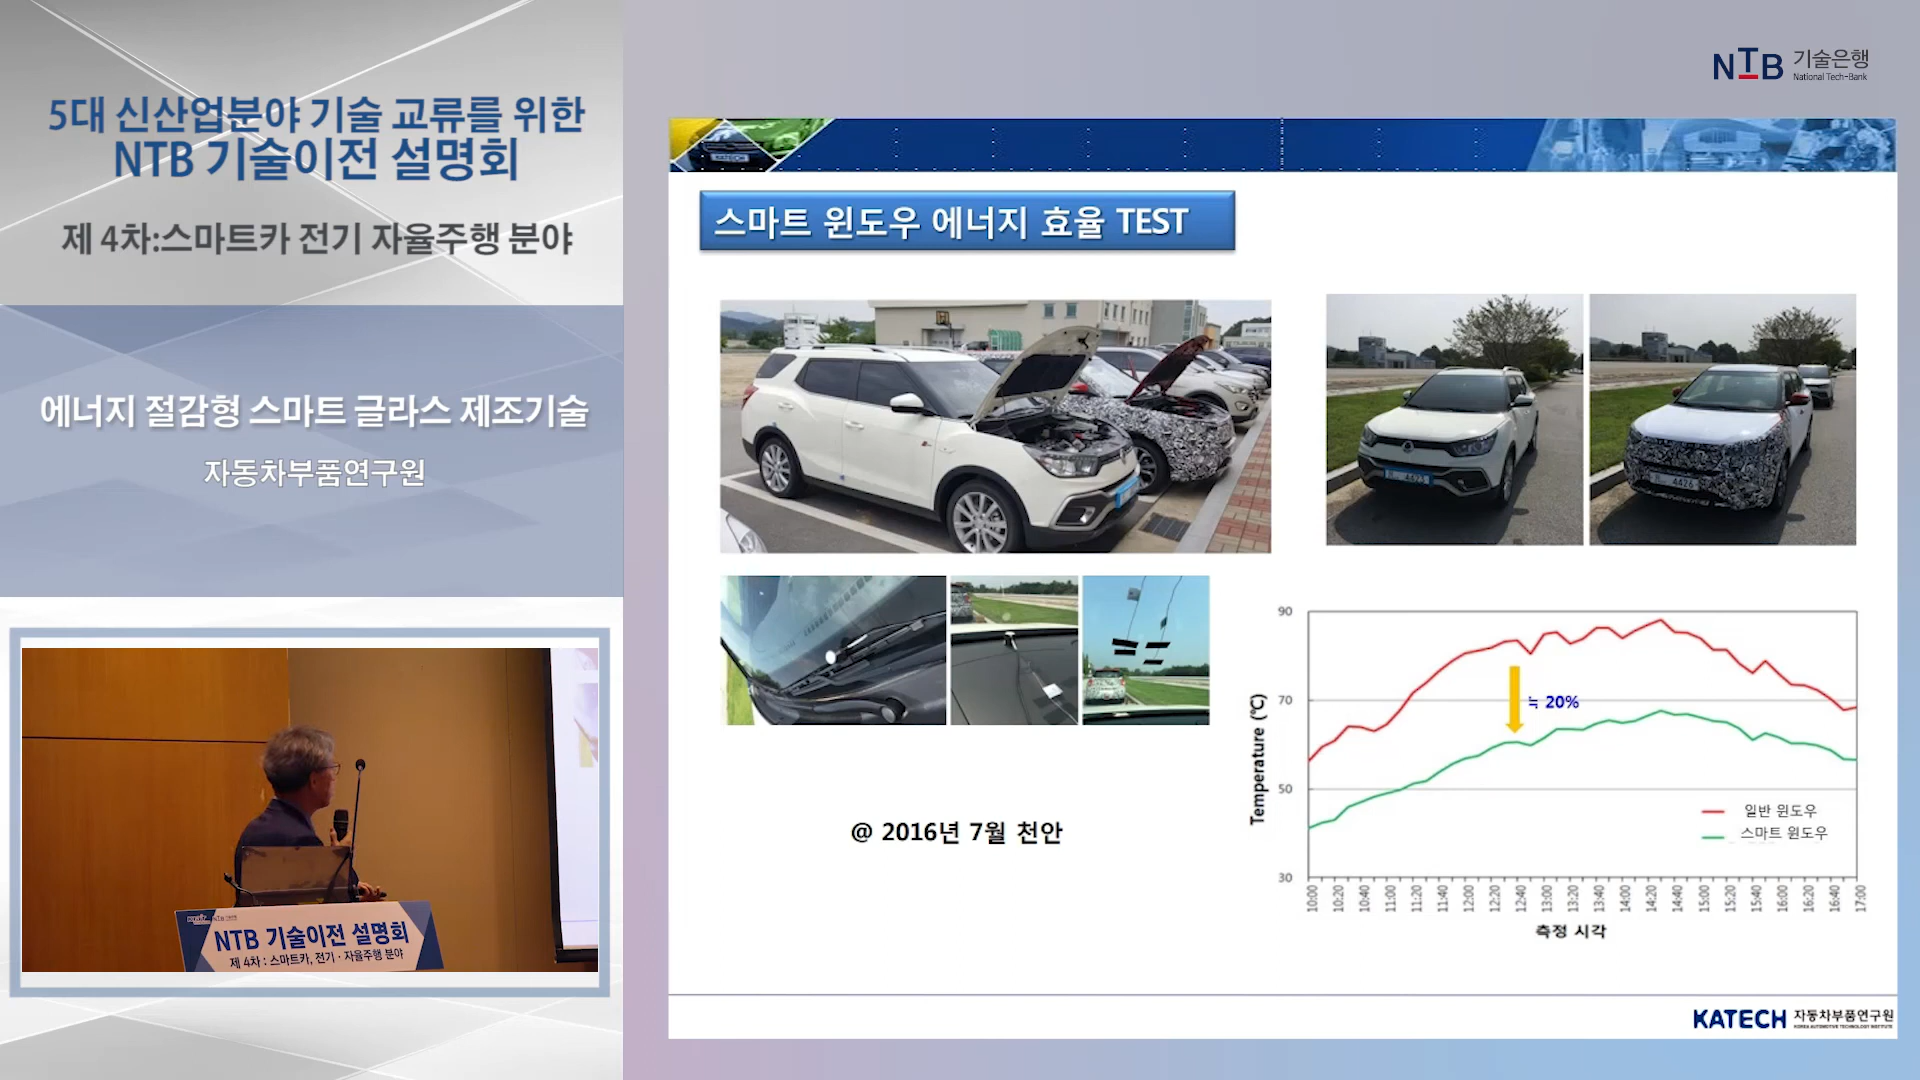 5대 신산업분야 기술 교류를 위한
NTB 기술이전 설명회
제 4차:스마트카 전기 자율주행 분야
에너지 절감형 스마트 글라스 제조기술
자동차부품연구원
NTB 기술이전 설명회
제 4차 : 스마트카, 전기 · 자율주행 분야
NTB 기술은행
National Tech-Bank
KATECH
스마트 윈도우 에너지 효율 TEST
4426
@ 2016년 7월 천안
Temperature (℃)
90
70
50
30
≒ 20%
일반 윈도우
스마트 윈도우
10:00 10:20 10:40 11:00 11:20 11:40 12:00 12:20 12:40 13:00 13:20 13:40 14:00 14:20 14:40 15:00 15:20 15:40 16:00 16:20 16:40 17:00
측정 시각
KATECH 자동차부품연구원
KOREA AUTOMOTIVE TECHNOLOGY INSTITUTE